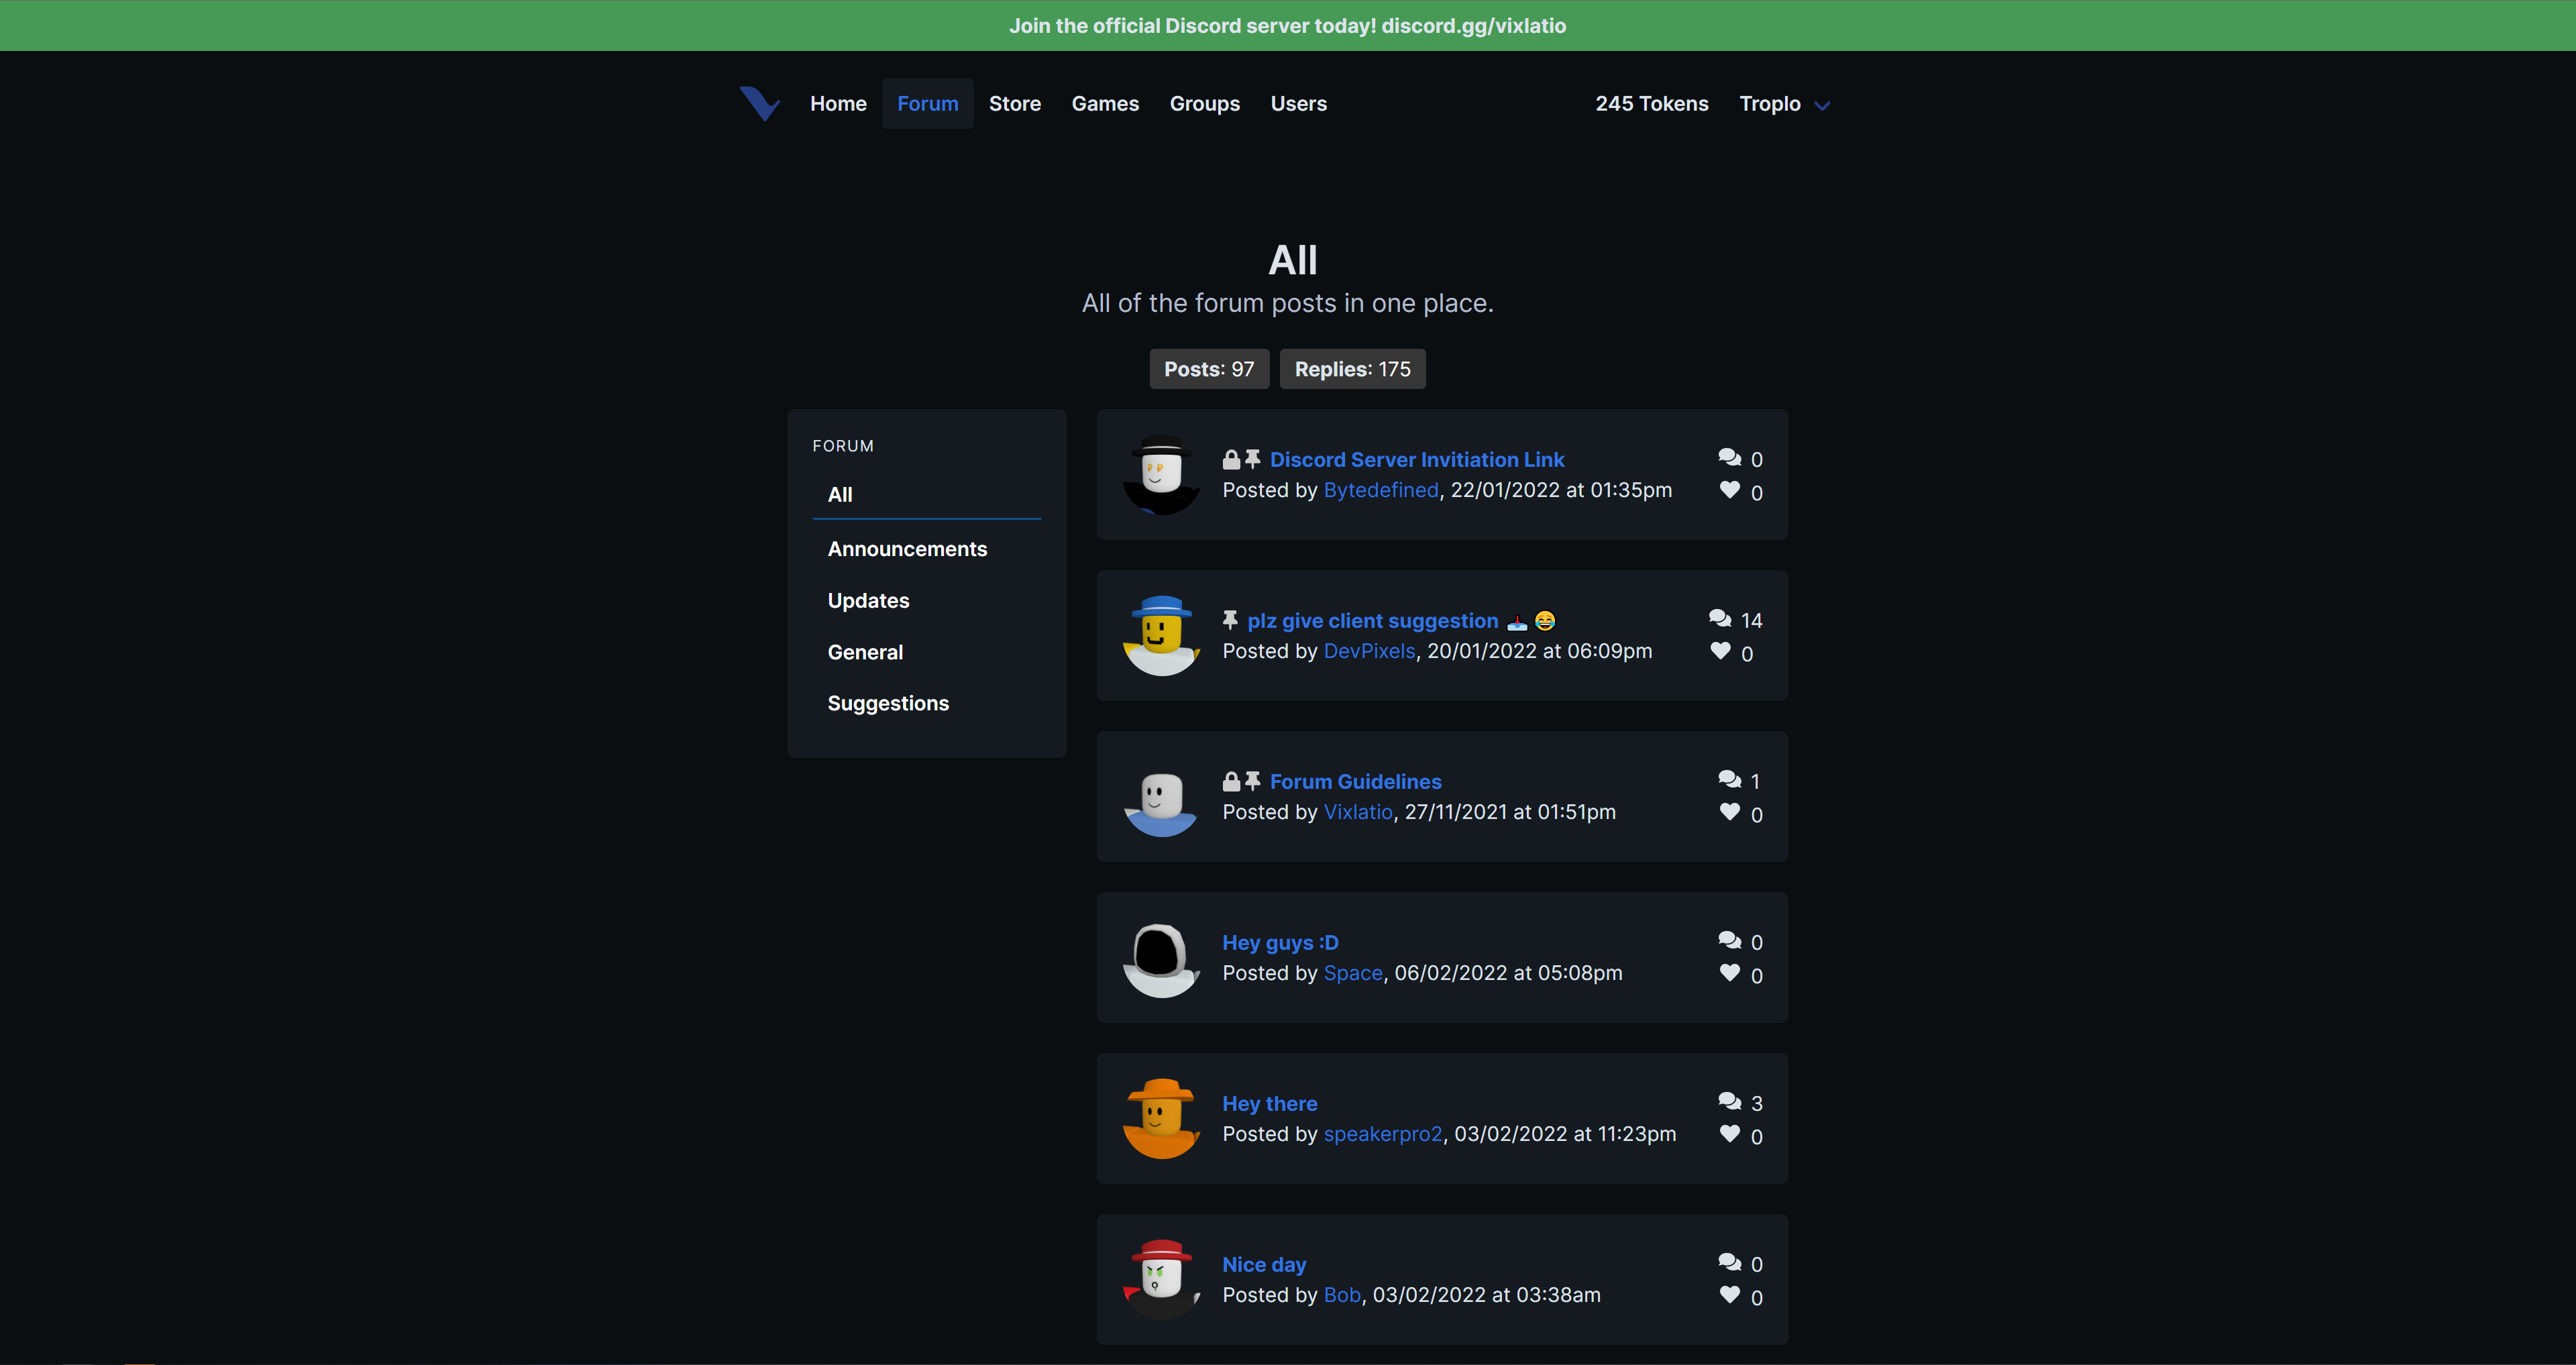 Join the official Discord server today! discord.gg/vixlatio
Home Forum Store Games Groups Users 245 Tokens Troplo
All
All of the forum posts in one place.
Posts: 97 Replies: 175
FORUM
All
Announcements
Updates
General
Suggestions
Discord Server Invitiation Link 0
Posted by Bytedefined, 22/01/2022 at 01:35pm 0
plz give client suggestion 😂 14
Posted by DevPixels, 20/01/2022 at 06:09pm 0
Forum Guidelines 1
Posted by Vixlatio, 27/11/2021 at 01:51pm 0
Hey guys :D 0
Posted by Space, 06/02/2022 at 05:08pm 0
Hey there 3
Posted by speakerpro2, 03/02/2022 at 11:23pm 0
Nice day 0
Posted by Bob, 03/02/2022 at 03:38am 0